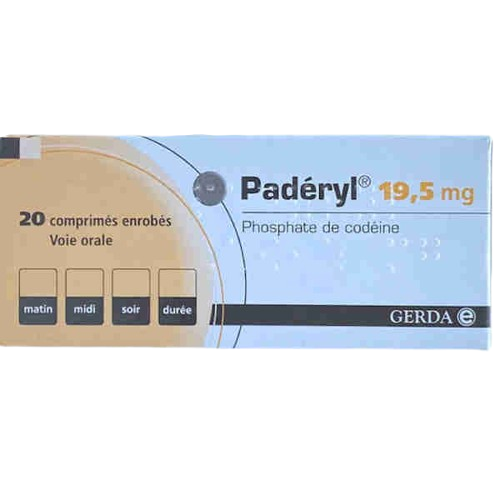 Padéryl® 19,5 mg
Phosphate de codéine
20 comprimés enrobés
Voie orale
matin midi soir durée
GERDA e